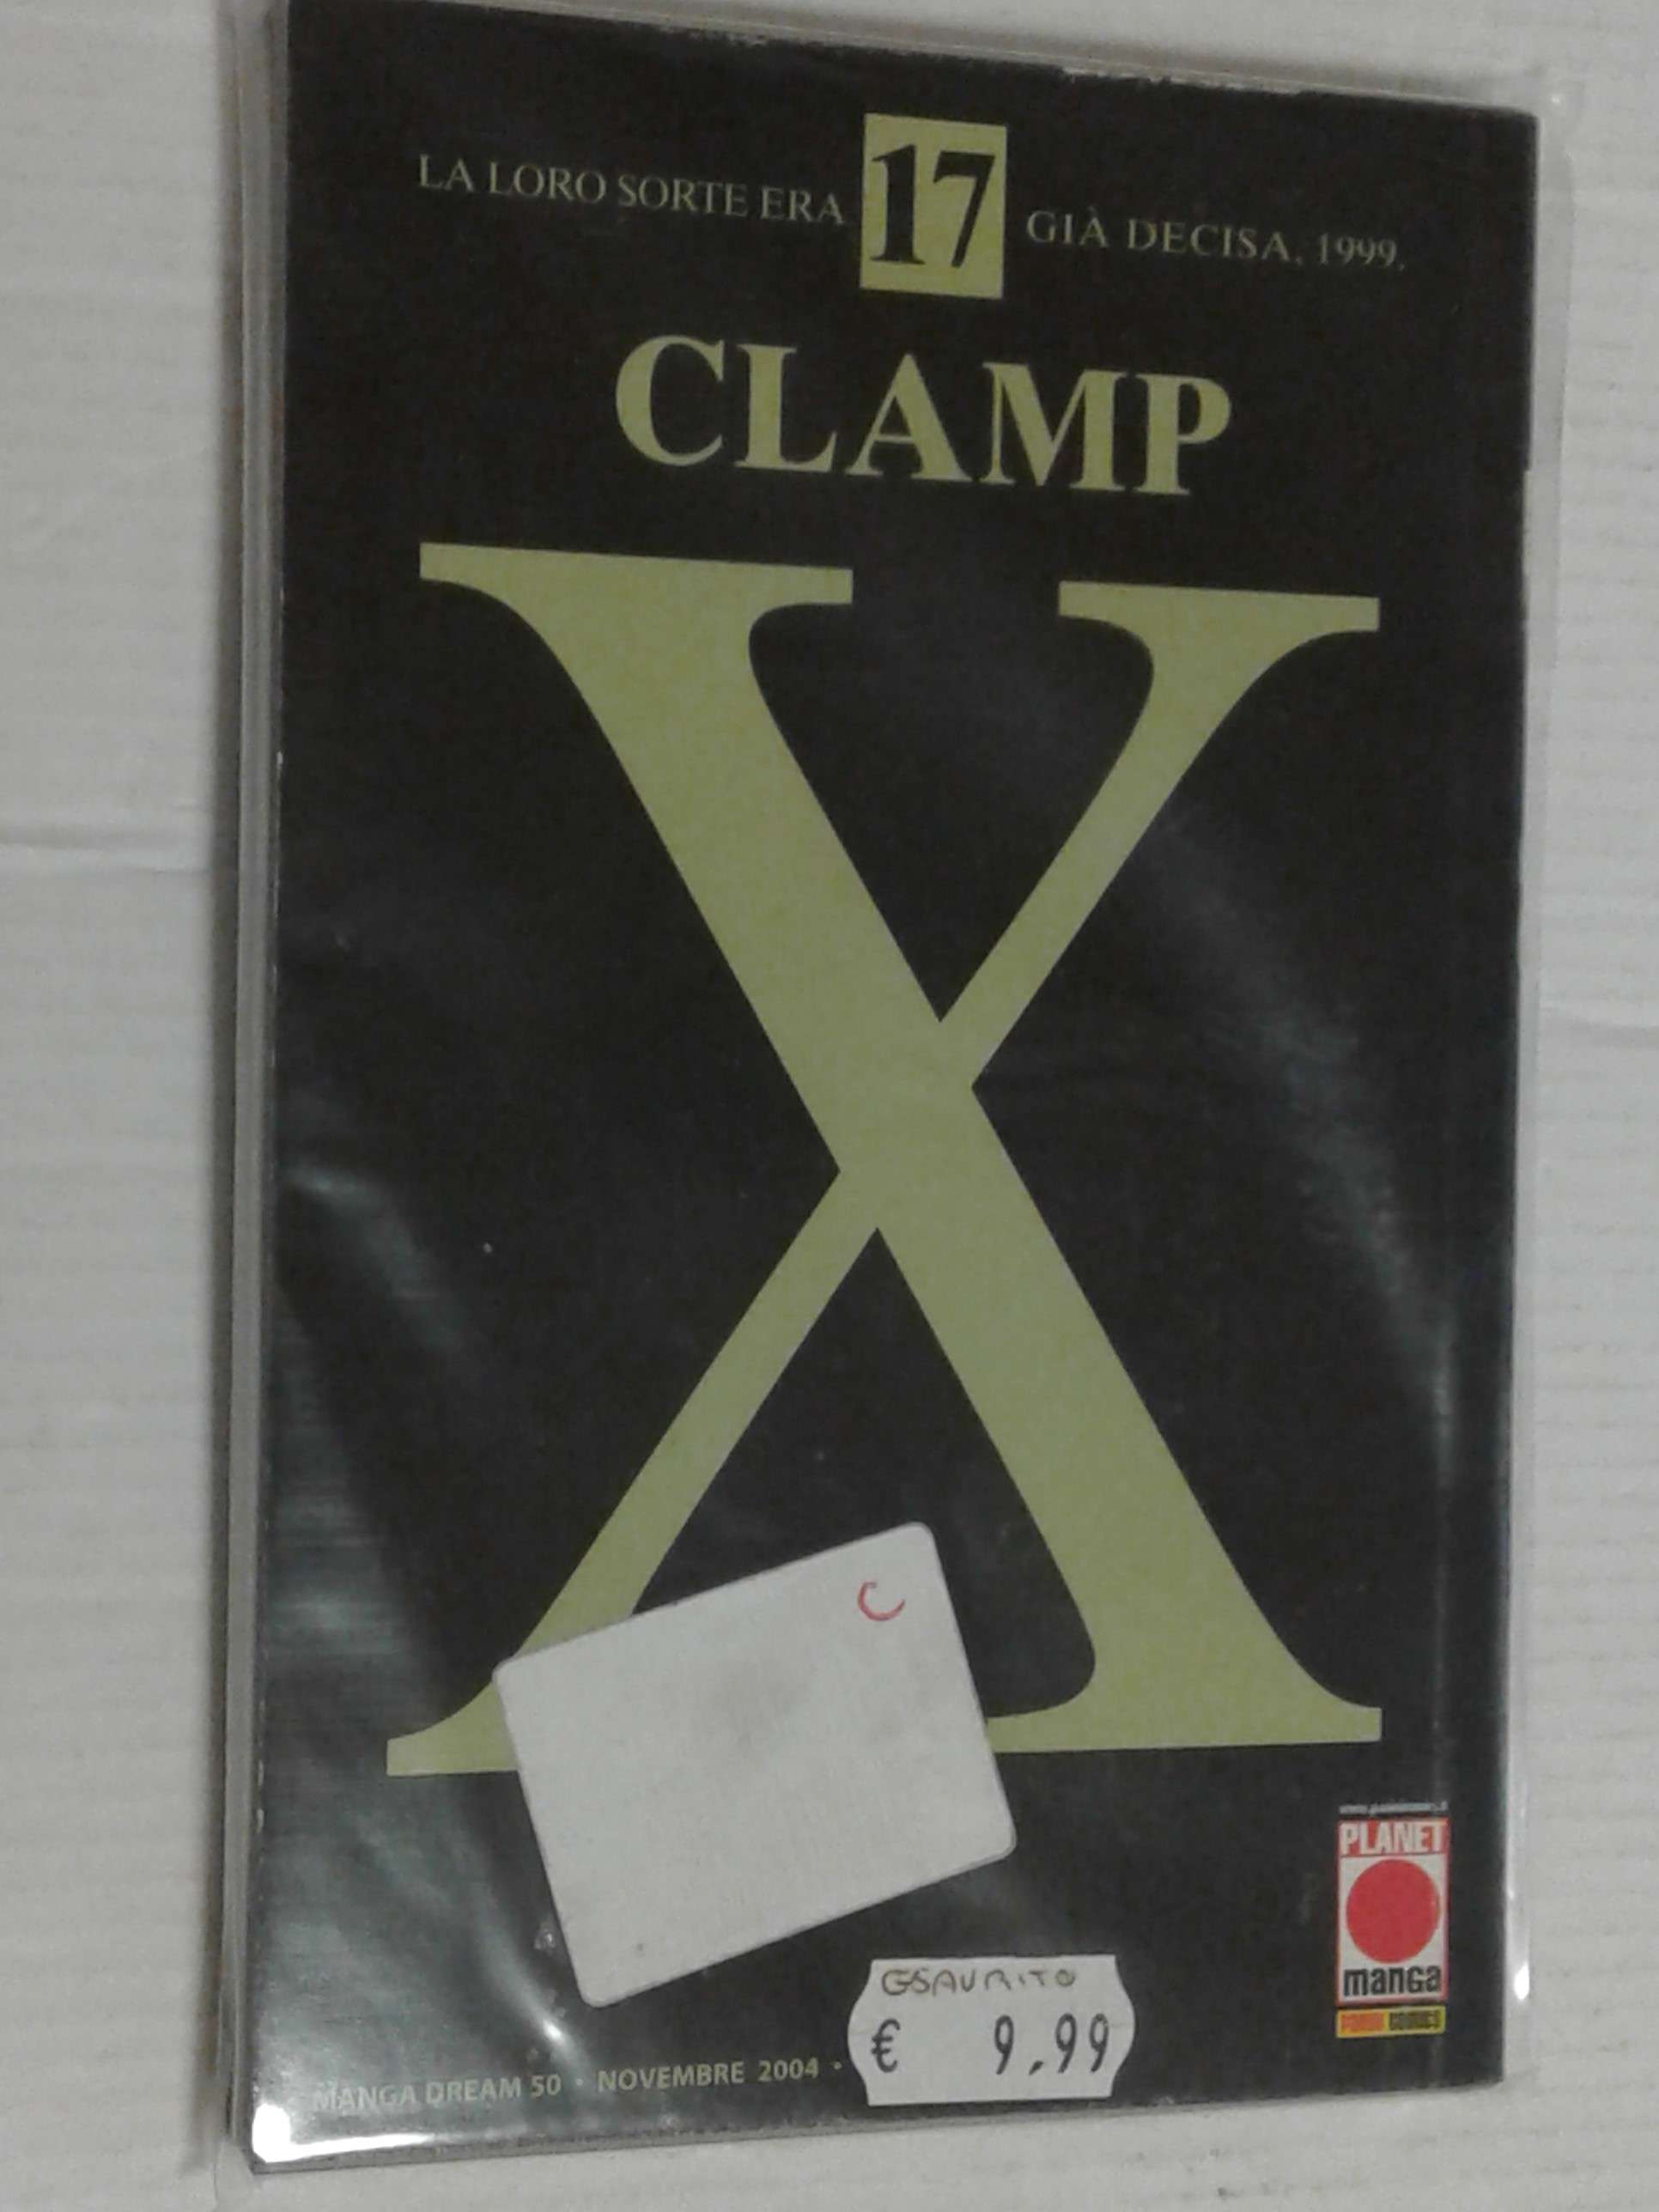 LA LORO SORTE ERA 17 GIÀ DECISA, 1999.
CLAMP
X
C
PLANET
manga
PANINI COMICS
ESAURITO
€ 9,99
MANGA DREAM 50 • NOVEMBRE 2004 •